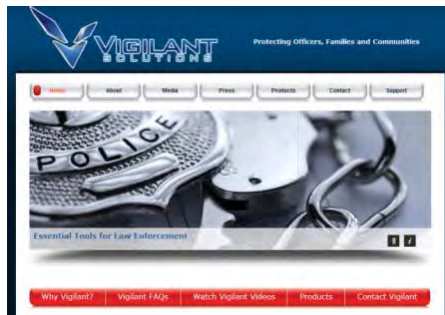 VIGILANT
SOLUTIONS
Protecting Officers, Families and Communities
Home About Media Press Products Contact Support
POLICE
Essential Tools for Law Enforcement
Why Vigilant? Vigilant FAQs Watch Vigilant Videos Products Contact Vigilant